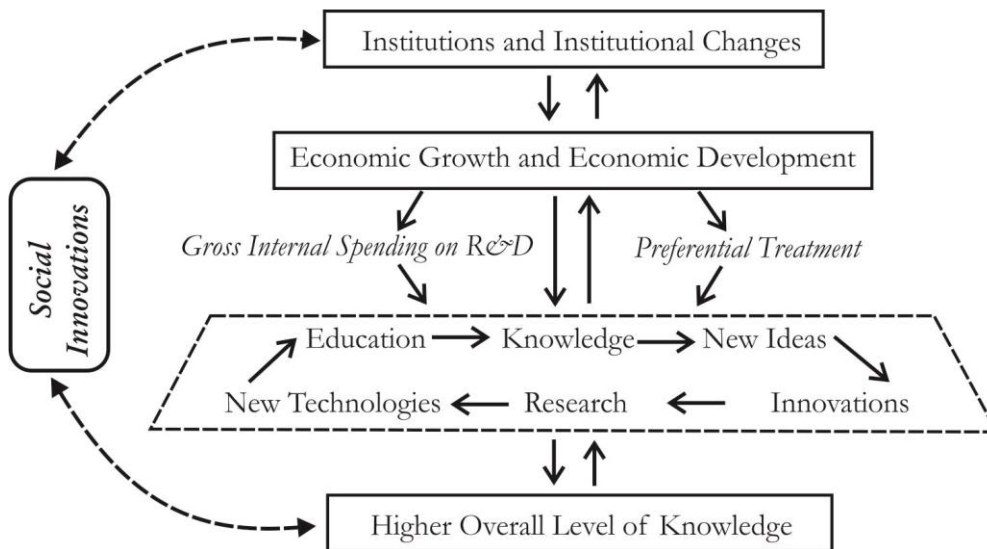 Institutions and Institutional Changes
Economic Growth and Economic Development
Gross Internal Spending on R&D
Preferential Treatment
Social
Innovations
Education
Knowledge
New Ideas
New Technologies
Research
Innovations
Higher Overall Level of Knowledge